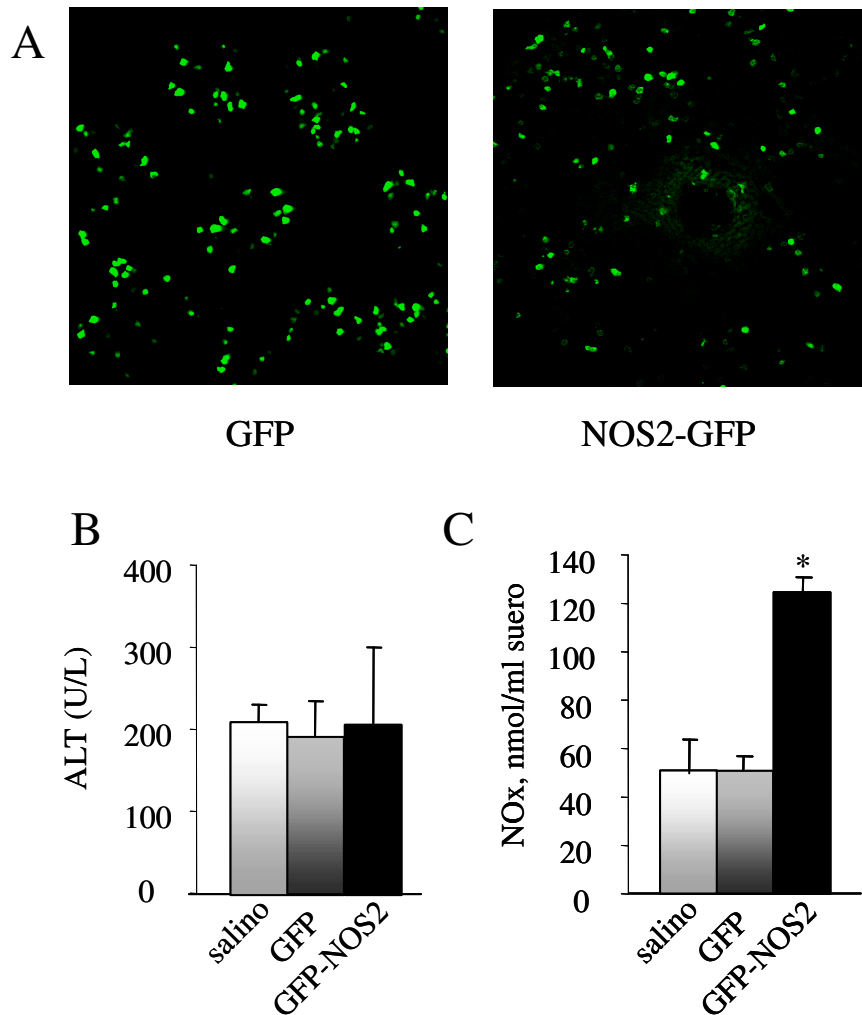 A
GFP
NOS2-GFP
B
ALT (U/L)
400
300
200
100
0
salino
GFP
GFP-NOS2
C
NOx, nmol/ml suero
140
120
100
80
60
40
20
0
*
salino
GFP
GFP-NOS2